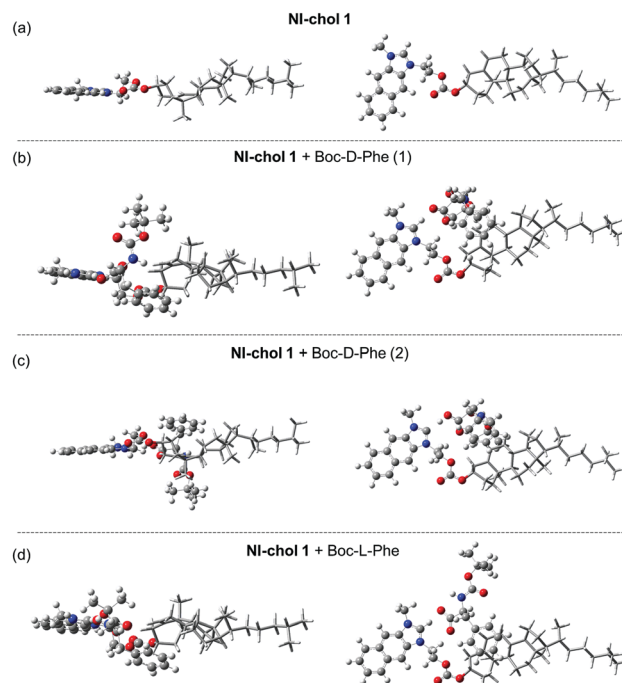 (a)
NI-chol 1
(b)
NI-chol 1 + Boc-D-Phe (1)
(c)
NI-chol 1 + Boc-D-Phe (2)
(d)
NI-chol 1 + Boc-L-Phe